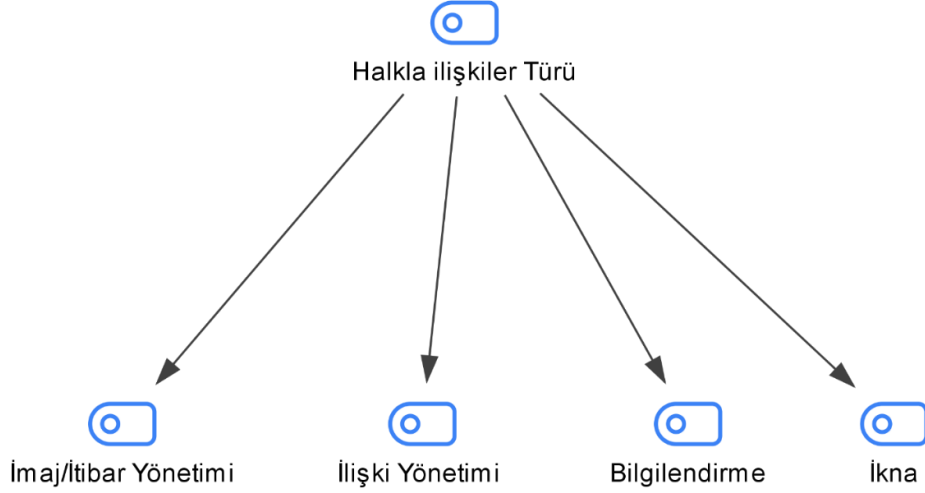 Halkla ilişkiler Türü
İmaj/İtibar Yönetimi
İlişki Yönetimi
Bilgilendirme
İkna